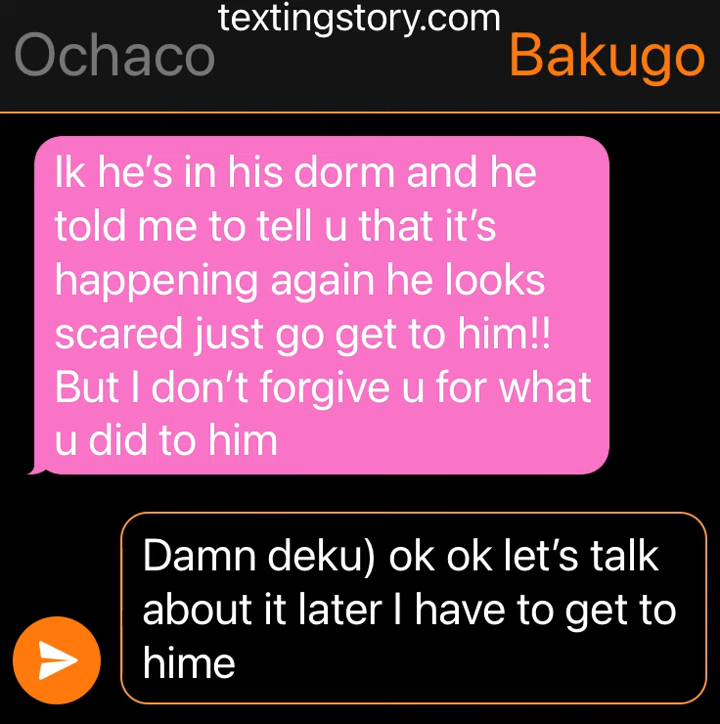 textingstory.com
Ochaco Bakugo
Ik he's in his dorm and he
told me to tell u that it's
happening again he looks
scared just go get to him!!
But I don't forgive u for what
u did to him
Damn deku) ok ok let's talk
about it later I have to get to
hime